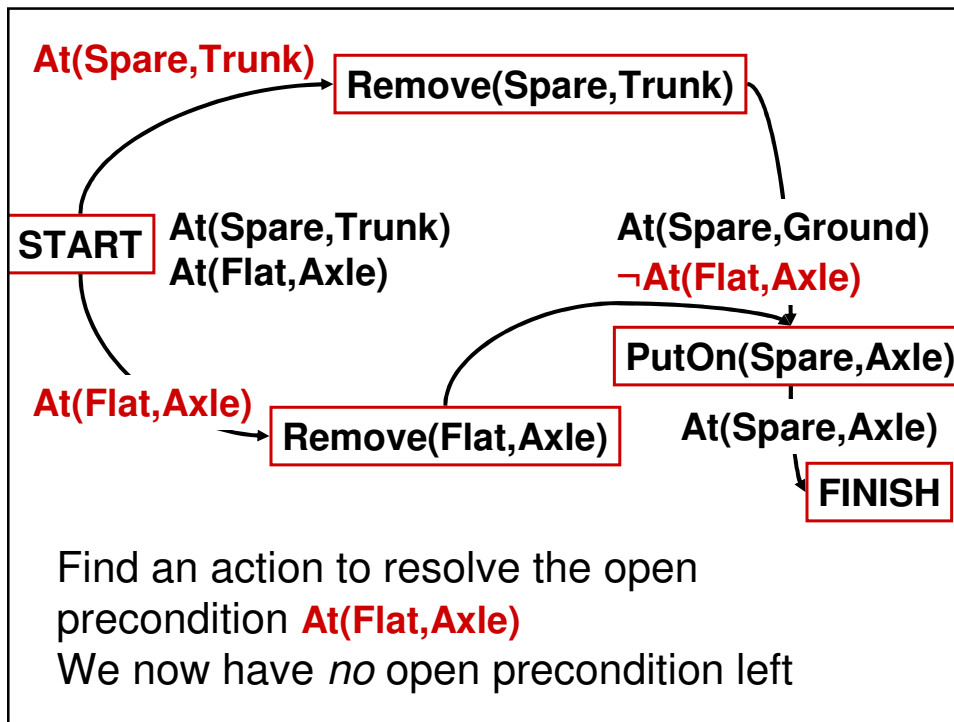 At(Spare,Trunk)
Remove(Spare,Trunk)
START
At(Spare,Trunk)
At(Flat,Axle)
At(Spare,Ground)
¬At(Flat,Axle)
PutOn(Spare,Axle)
At(Flat,Axle)
Remove(Flat,Axle)
At(Spare,Axle)
FINISH
Find an action to resolve the open
precondition At(Flat,Axle)
We now have no open precondition left